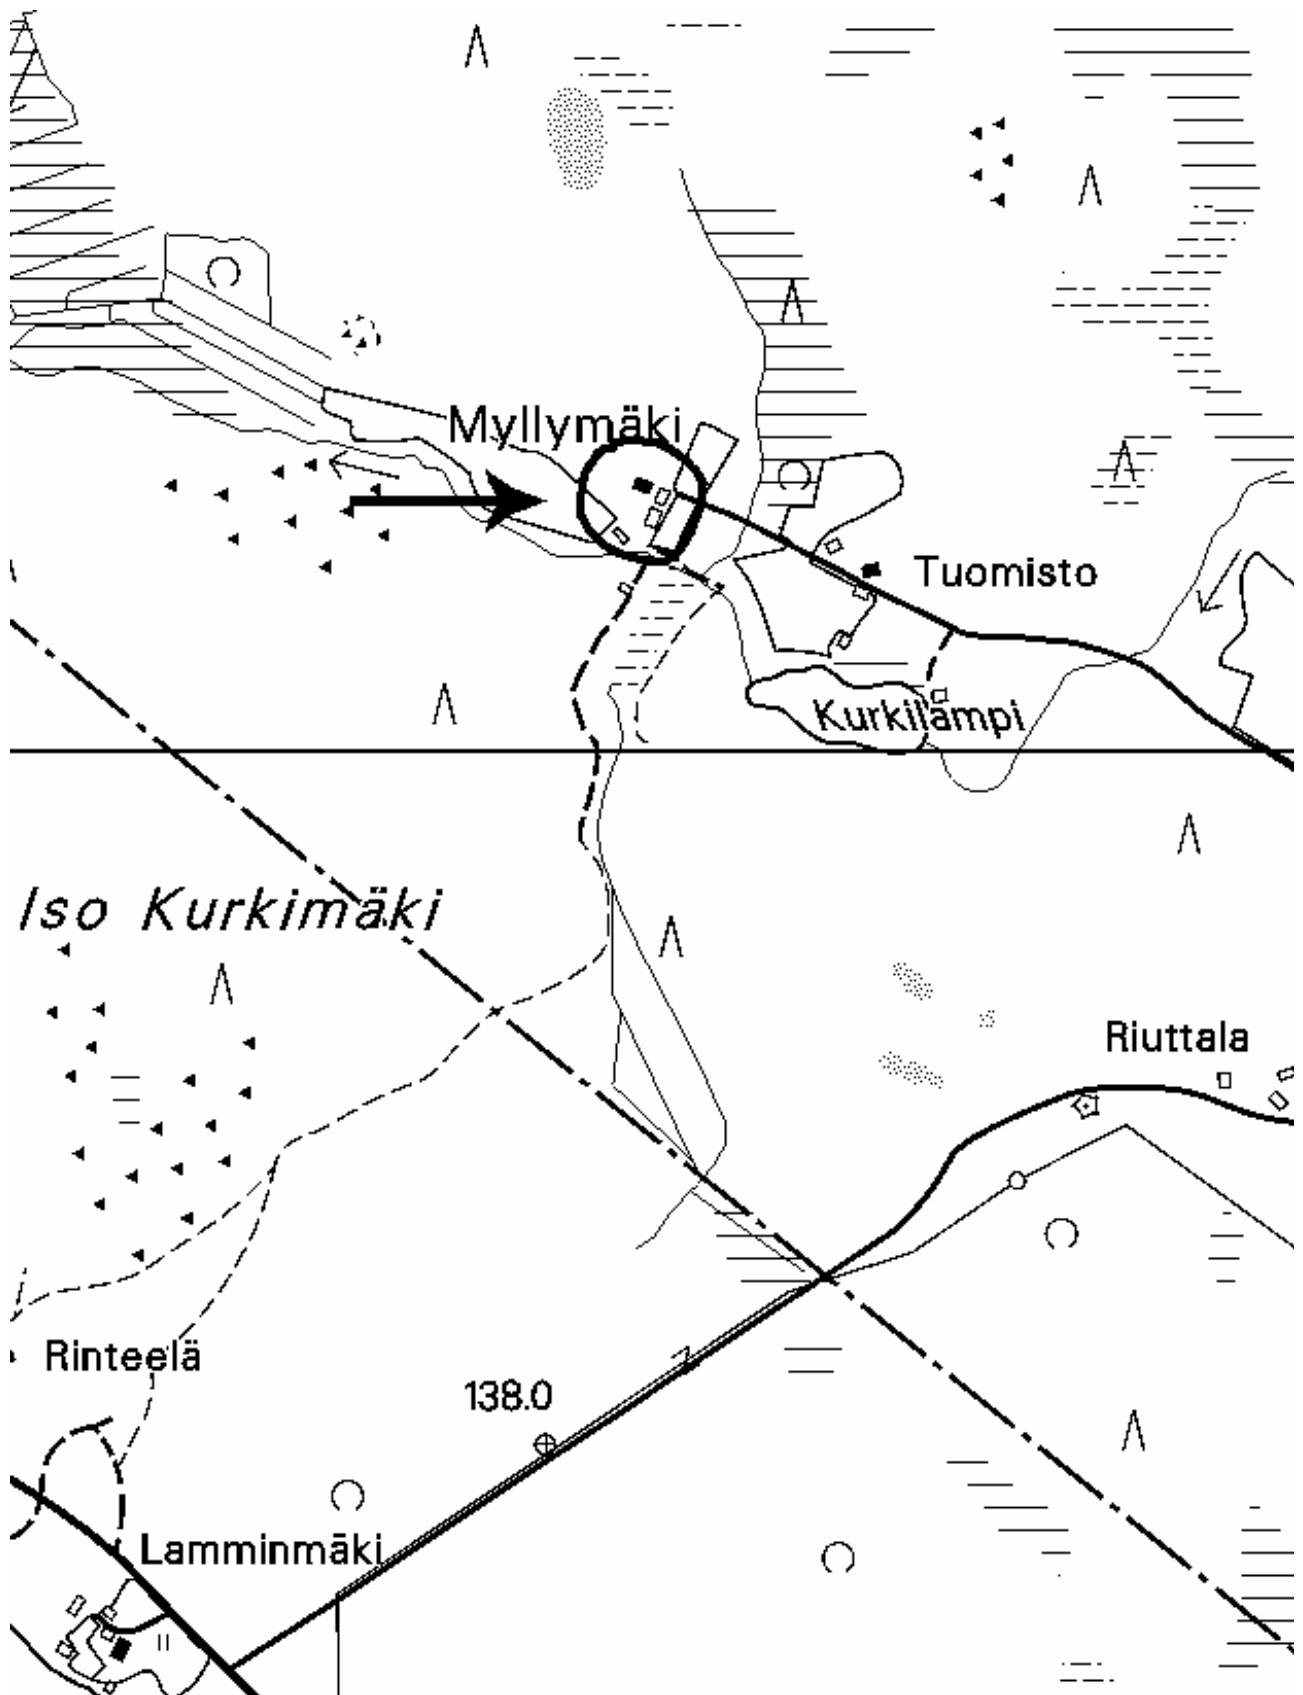 Myllymäki
Tuomisto
Kurkilampi
Iso Kurkimäki
Riuttala
Rinteelä
138.0
Lamminmäki